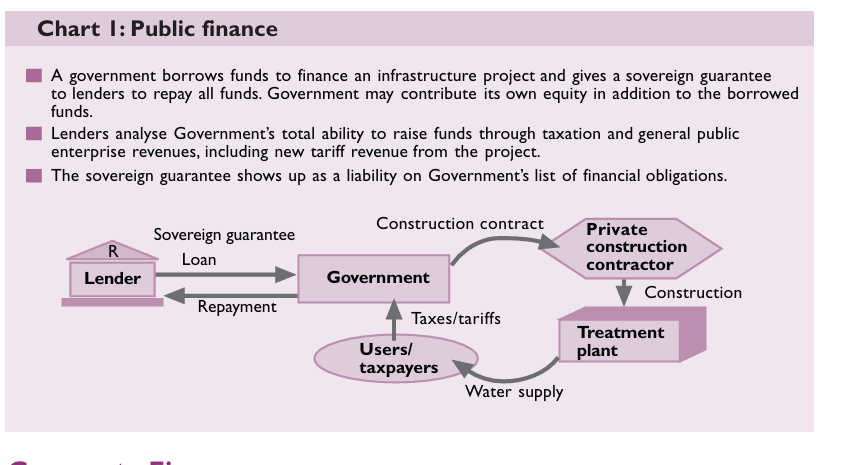 Chart 1: Public finance
A government borrows funds to finance an infrastructure project and gives a sovereign guarantee
to lenders to repay all funds. Government may contribute its own equity in addition to the borrowed
funds.
Lenders analyse Government's total ability to raise funds through taxation and general public
enterprise revenues, including new tariff revenue from the project.
The sovereign guarantee shows up as a liability on Government's list of financial obligations.
Construction contract
Private
construction
contractor
Sovereign guarantee
R
Loan
Lender
Government
Construction
Repayment
Taxes/tariffs
Treatment
plant
Users/
taxpayers
Water supply